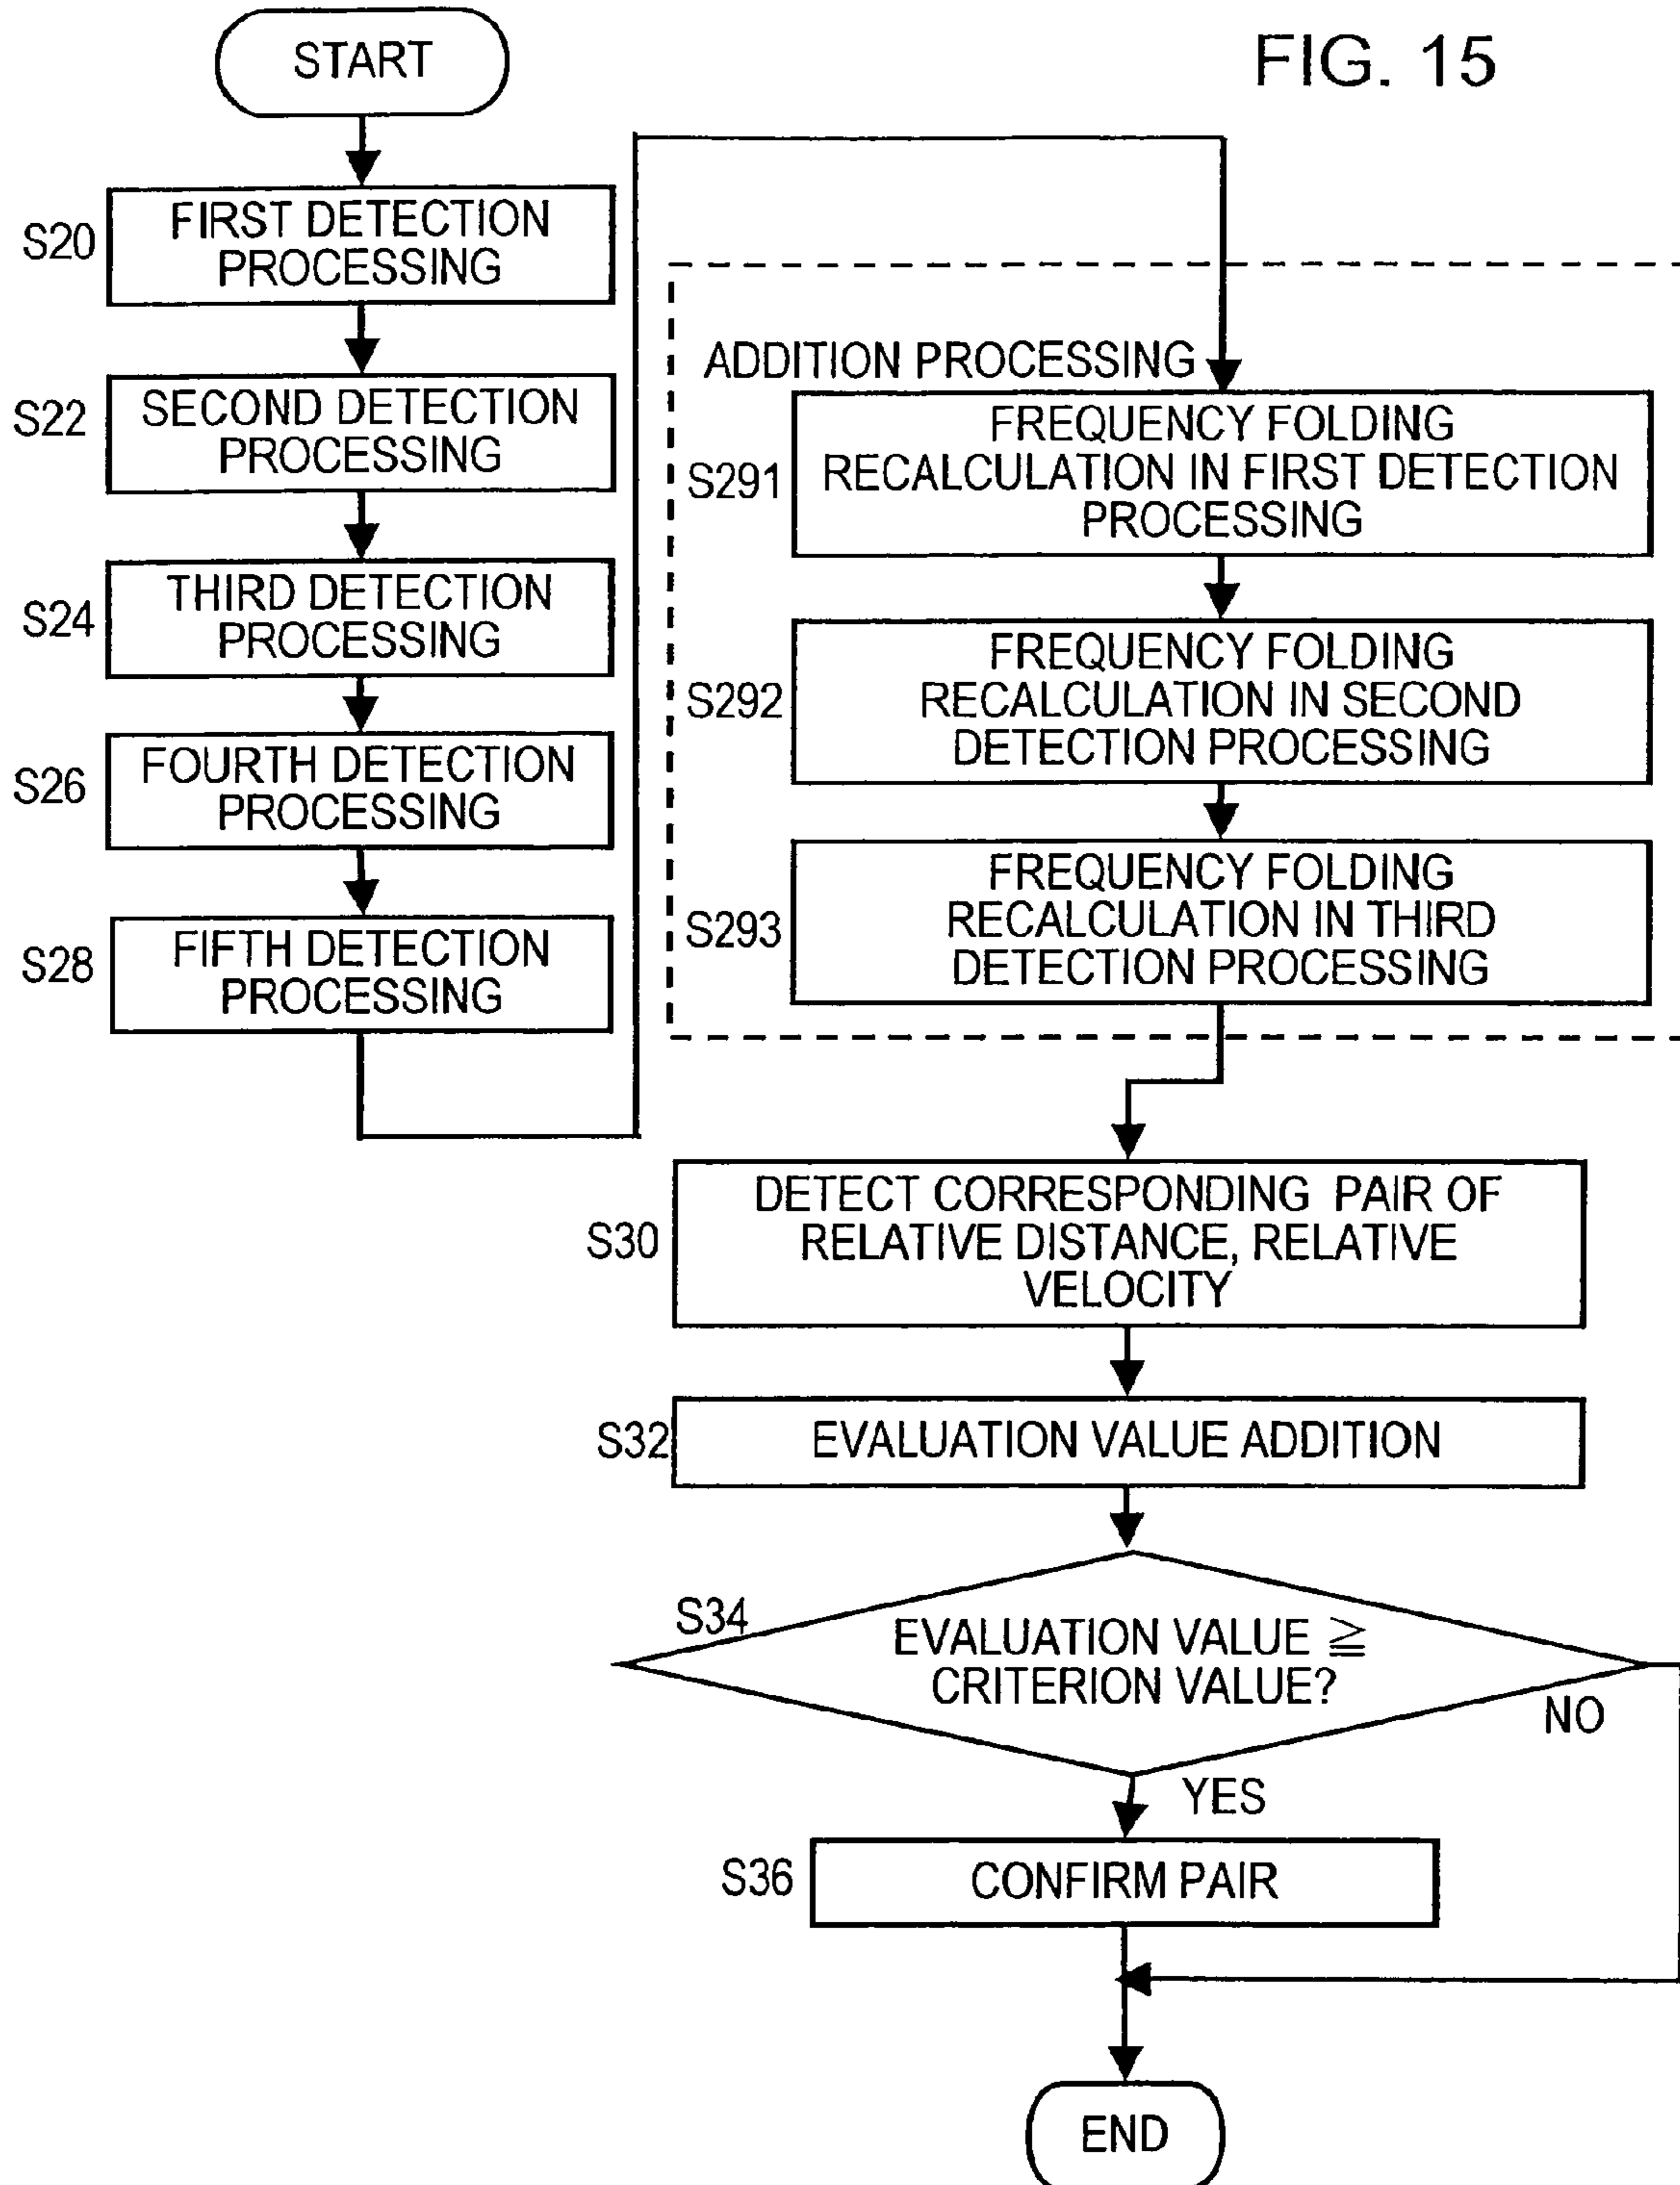 FIG. 15
START
S20
FIRST DETECTION
PROCESSING
S22
SECOND DETECTION
PROCESSING
S24
THIRD DETECTION
PROCESSING
S26
FOURTH DETECTION
PROCESSING
S28
FIFTH DETECTION
PROCESSING
ADDITION PROCESSING
S291
FREQUENCY FOLDING
RECALCULATION IN FIRST DETECTION
PROCESSING
S292
FREQUENCY FOLDING
RECALCULATION IN SECOND
DETECTION PROCESSING
S293
FREQUENCY FOLDING
RECALCULATION IN THIRD
DETECTION PROCESSING
S30
DETECT CORRESPONDING PAIR OF
RELATIVE DISTANCE, RELATIVE
VELOCITY
S32
EVALUATION VALUE ADDITION
S34
EVALUATION VALUE ≧
CRITERION VALUE?
NO
YES
S36
CONFIRM PAIR
END